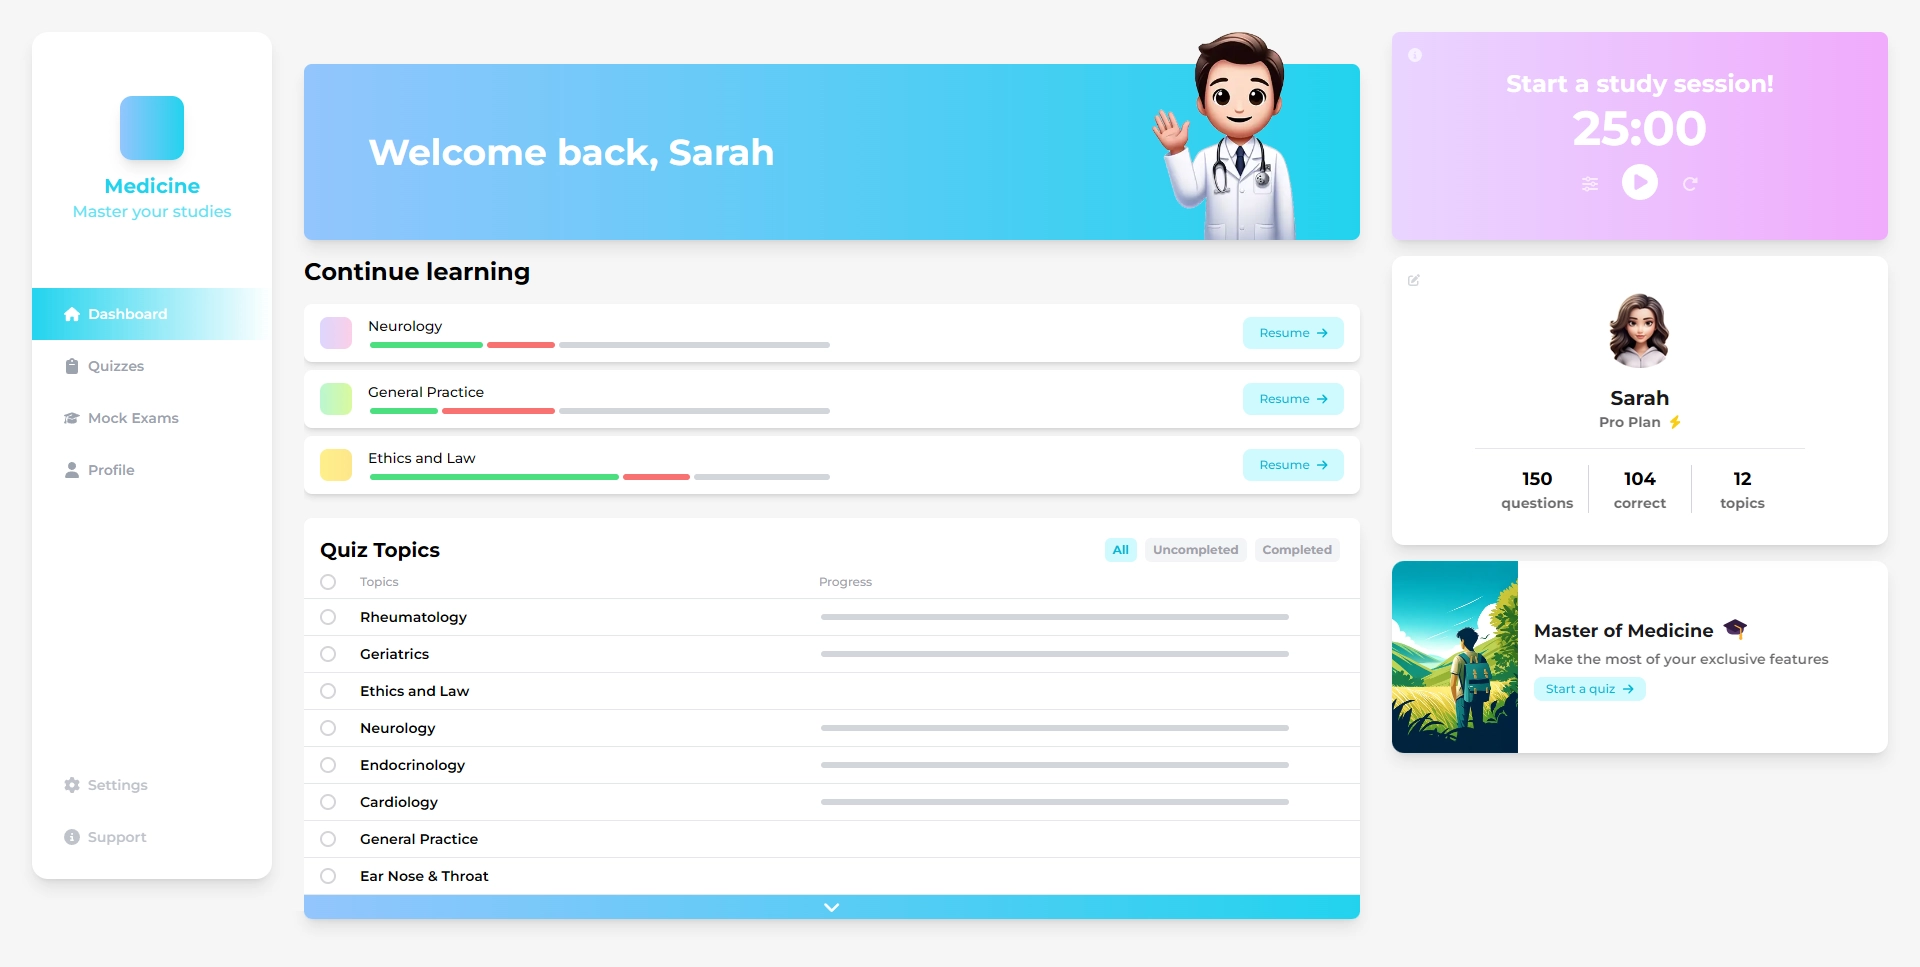 Medicine
Master your studies
Dashboard
Quizzes
Mock Exams
Profile
Settings
Support
Welcome back, Sarah
Continue learning
Neurology
Resume
General Practice
Resume
Ethics and Law
Resume
Quiz Topics
All Uncompleted Completed
Topics Progress
Rheumatology
Geriatrics
Ethics and Law
Neurology
Endocrinology
Cardiology
General Practice
Ear Nose & Throat
Start a study session!
25:00
Sarah
Pro Plan
150 104 12
questions correct topics
Master of Medicine
Make the most of your exclusive features
Start a quiz